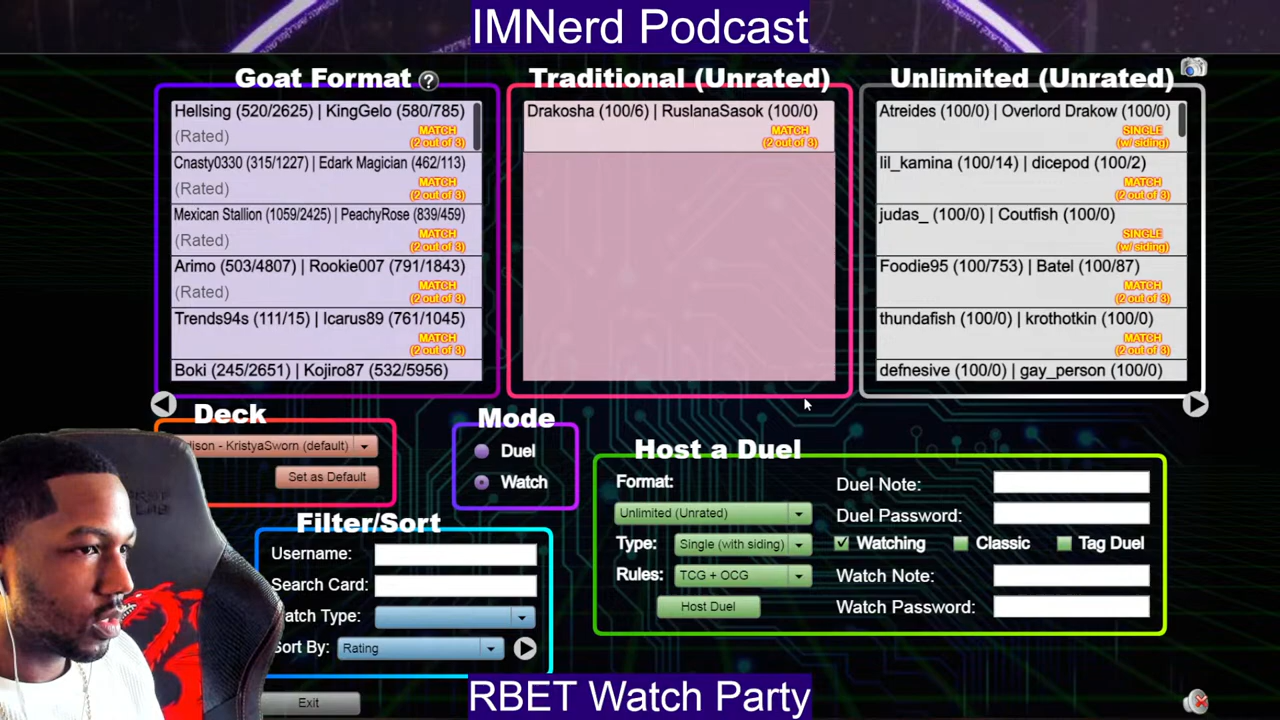 IMNerd Podcast
Goat Format ?
Hellsing (520/2625) | KingGelo (580/785)
(Rated)
MATCH
(2 out of 3)
Cnasty0330 (315/1227) | Edark Magician (462/113)
(Rated)
MATCH
(2 out of 3)
Mexican Stallion (1059/2425) | PeachyRose (839/459)
(Rated)
MATCH
(2 out of 3)
Arimo (503/4807) | Rookie007 (791/1843)
(Rated)
MATCH
(2 out of 3)
Trends94s (111/15) | Icarus89 (761/1045)
MATCH
(2 out of 3)
Boki (245/2651) | Kojiro87 (532/5956)
Traditional (Unrated)
Drakosha (100/6) | RuslanaSasok (100/0)
MATCH
(2 out of 3)
Unlimited (Unrated)
Atreides (100/0) | Overlord Drakow (100/0)
SINGLE
(w/ siding)
lil_kamina (100/14) | dicepod (100/2)
MATCH
(2 out of 3)
judas_ (100/0) | Coutfish (100/0)
SINGLE
(w/ siding)
Foodie95 (100/753) | Batel (100/87)
MATCH
(2 out of 3)
thundafish (100/0) | krothotkin (100/0)
MATCH
(2 out of 3)
defnesive (100/0) | gay_person (100/0)
Deck
dison - KristyaSworn (default)
Set as Default
Mode
Duel
Watch
Filter/Sort
Username:
Search Card:
atch Type:
ort By: Rating
Exit
Host a Duel
Format:
Unlimited (Unrated)
Type: Single (with siding)
Rules: TCG + OCG
Host Duel
Duel Note:
Duel Password:
Watching Classic Tag Duel
Watch Note:
Watch Password:
RBET Watch Party